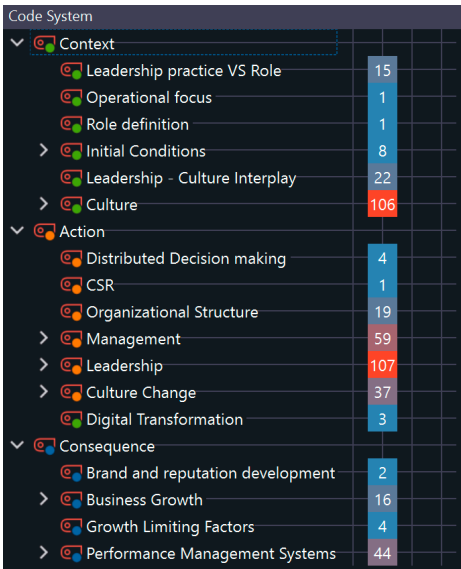 Code System
Context
Leadership practice VS Role 15
Operational focus 1
Role definition 1
Initial Conditions 8
Leadership - Culture Interplay 22
Culture 106
Action
Distributed Decision making 4
CSR 1
Organizational Structure 19
Management 59
Leadership 107
Culture Change 37
Digital Transformation 3
Consequence
Brand and reputation development 2
Business Growth 16
Growth Limiting Factors 4
Performance Management Systems 44